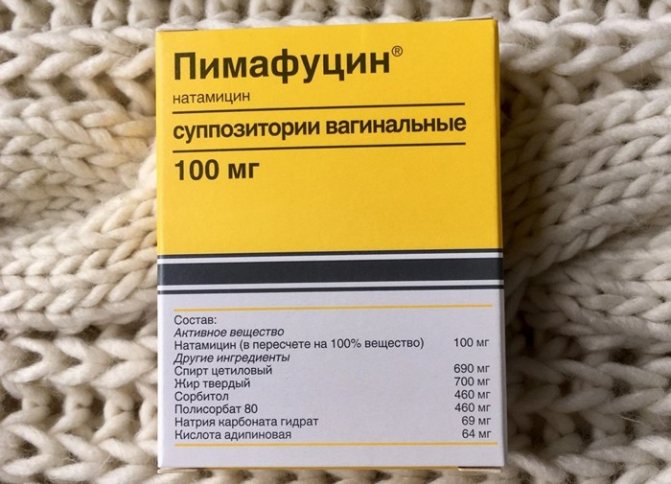 Пимафуцин®
натамицин
суппозитории вагинальные
100 мг
Состав:
Активное вещество
Натамицин (в пересчете на 100% вещество) 100 мг
Другие ингредиенты
Спирт цетиловый 690 мг
Жир твердый 700 мг
Сорбитол 460 мг
Полисорбат 80 460 мг
Натрия карбоната гидрат 69 мг
Кислота адипиновая 64 мг